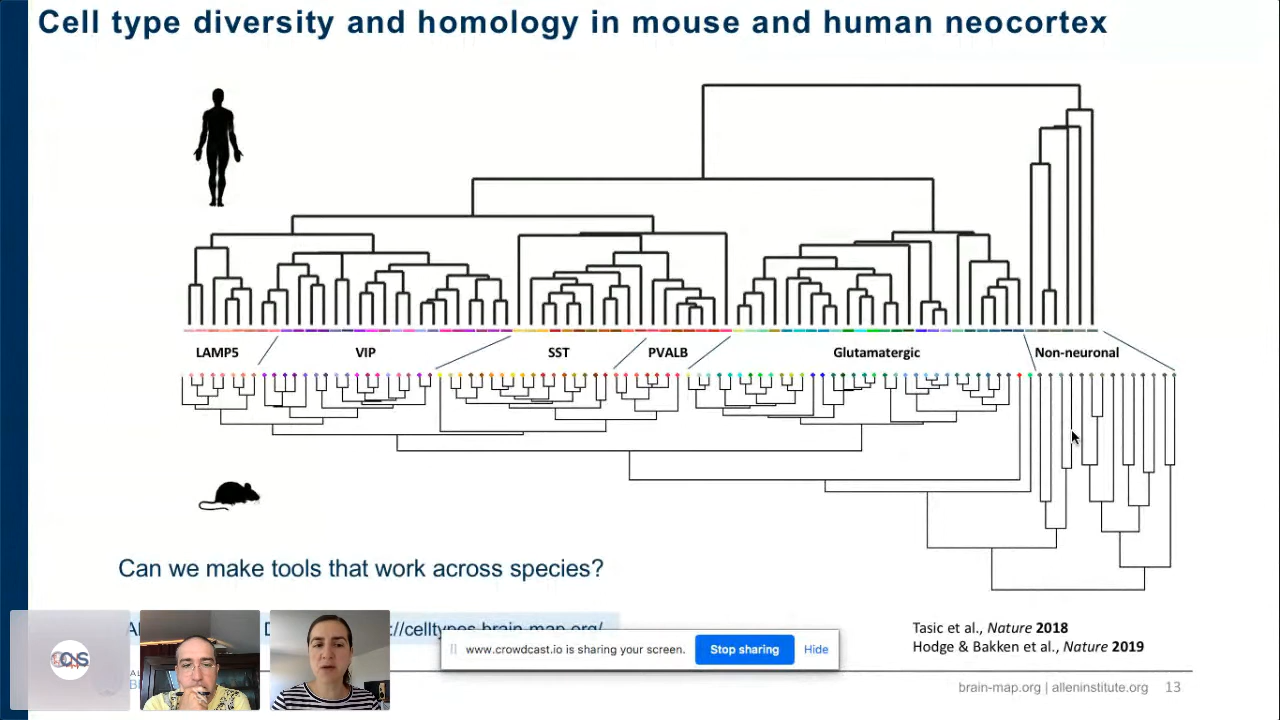 Cell type diversity and homology in mouse and human neocortex
LAMP5 VIP SST PVALB Glutamatergic Non-neuronal
Can we make tools that work across species?
://celltypes.brain-map.org/
Tasic et al., Nature 2018
Hodge & Bakken et al., Nature 2019
www.crowdcast.io is sharing your screen. Stop sharing Hide
brain-map.org | alleninstitute.org 13